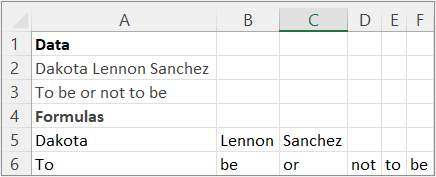 A B C D E F
1 Data
2 Dakota Lennon Sanchez
3 To be or not to be
4 Formulas
5 Dakota Lennon Sanchez
6 To be or not to be